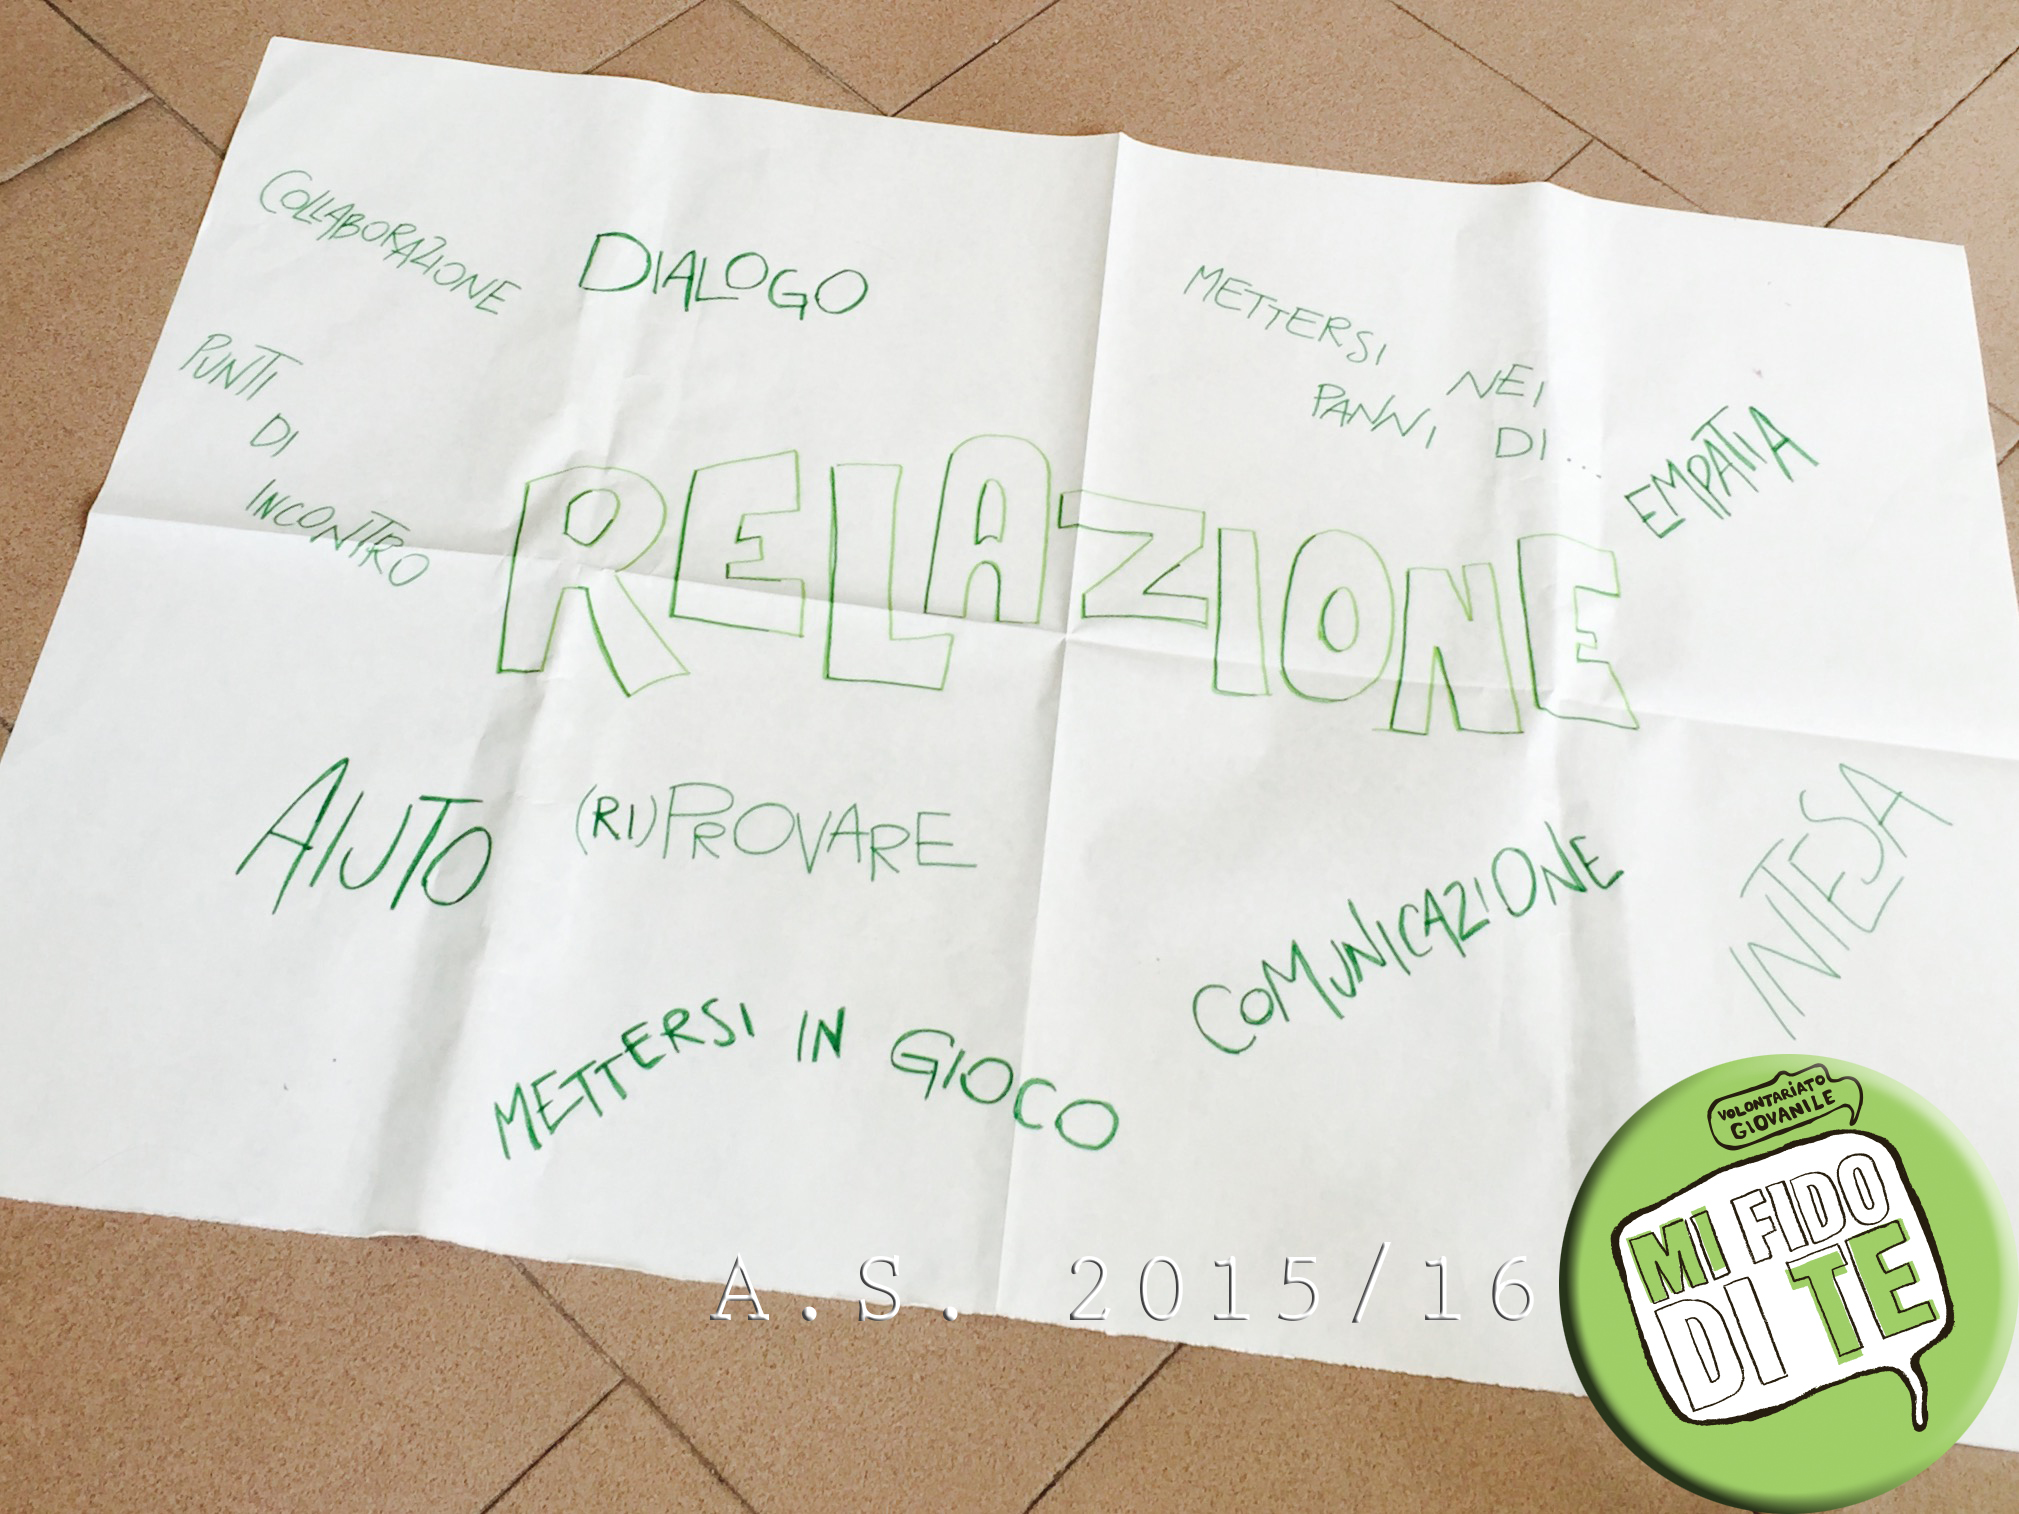 COLLABORAZIONE
DIALOGO
METTERSI NEI
PANNI DI...
EMPATIA
PUNTI
DI
INCONTRO
RELAZIONE
AIUTO
(RI)PROVARE
COMUNICAZIONE
INTESA
METTERSI IN GIOCO
VOLONTARIATO
GIOVANILE
MI FIDO
DI TE
A.S. 2015/16